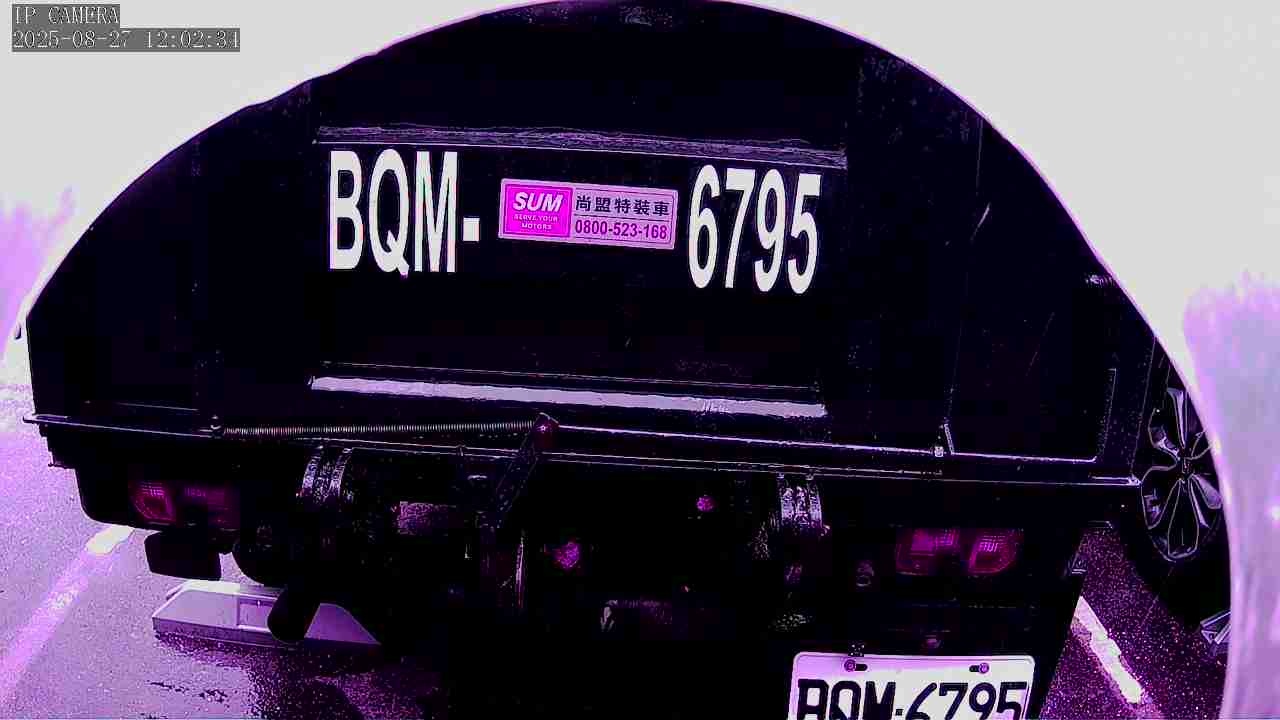 IP CAMERA
2025-08-27 12:02:34
BQM-6795
SUM
SERVE YOUR
MOTORS
尚盟特裝車
0800-523-168
BQM-6795